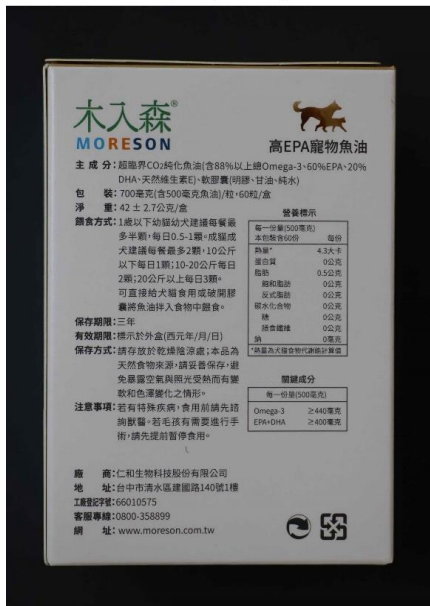 木入森®
MORESON
高EPA寵物魚油
主 成 分:超臨界CO2純化魚油(含88%以上總Omega-3、60%EPA、20%
DHA、天然維生素E)、軟膠囊(明膠、甘油、純水)
包 裝:700毫克(含500毫克魚油)/粒,60粒/盒
淨 重:42 ± 2.7公克/盒
餵食方式:1歲以下幼貓幼犬建議每餐最
多半顆,每日0.5-1顆。成貓成
犬建議每餐最多2顆,10公斤
以下每日1顆;10-20公斤每日
2顆;20公斤以上每日3顆。
可直接給犬貓食用或破開膠
囊將魚油拌入食物中餵食。
保存期限:三年
有效期限:標示於外盒(西元年/月/日)
保存方式:請存放於乾燥陰涼處;本品為
天然食物來源,請妥善保存,避
免暴露空氣與照光受熱而有變
軟和色澤變化之情形。
注意事項:若有特殊疾病,食用前請先諮
詢獸醫。若毛孩有需要進行手
術,請先提前暫停食用。
營養標示
每一份量(500毫克)
本包裝含60份
每份
熱量* 4.3大卡
蛋白質 0公克
脂肪 0.5公克
飽和脂肪 0公克
反式脂肪 0公克
碳水化合物 0公克
糖 0公克
膳食纖維 0公克
鈉 0毫克
*熱量為犬貓食物代謝能計算值
關鍵成分
每一份量(500毫克)
Omega-3 ≥440毫克
EPA+DHA ≥400毫克
廠 商:仁和生物科技股份有限公司
地 址:台中市清水區建國路140號1樓
工廠登記字號:66010575
客服專線:0800-358899
網 址:www.moreson.com.tw